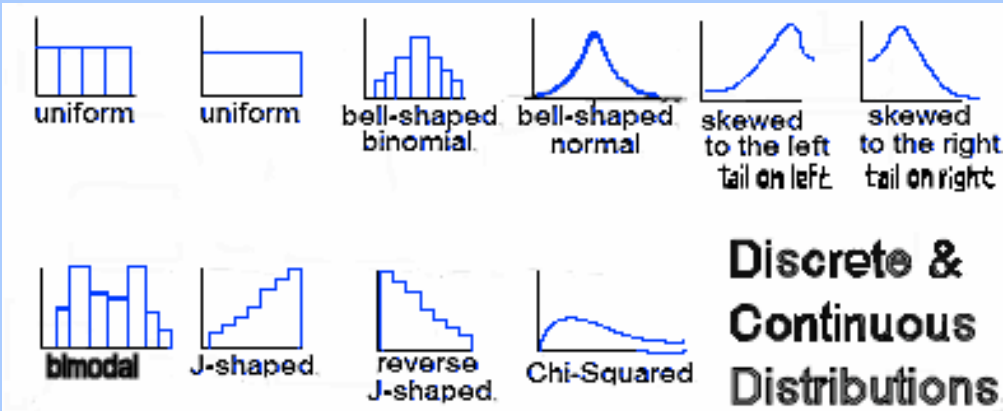 uniform
uniform
bell-shaped
binomial.
bell-shaped
normal
skewed
to the left
tail on left
skewed
to the right
tail on right
bimodal
J-shaped.
reverse
J-shaped.
Chi-Squared
Discrete &
Continuous
Distributions